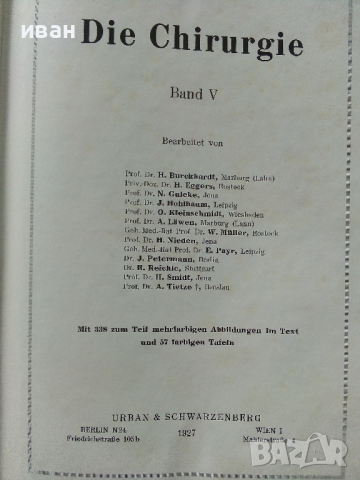 иван
Die Chirurgie
Band V
Bearbeitet von
Prof. Dr. H. Burckhardt, Marburg (Lahn)
Priv.-Doz. Dr. H. Eggers, Rostock
Prof. Dr. N. Guleke, Jena
Prof. Dr. J. Hohlbaum, Leipzig
Prof. Dr. O. Kleinschmidt, Wiesbaden
Prof. Dr. A. Läwen, Marburg (Lahn)
Geh. Med.-Rat Prof. Dr. W. Müller, Rostock
Prof. Dr. H. Nieden, Jena
Geh. Med.-Rat Prof. Dr. E. Payr, Leipzig
Dr. J. Petermann, Berlin
Dr. R. Reichle, Stuttgart
Prof. Dr. H. Smidt, Jena
Prof. Dr. A. Tietze †, Breslau
Mit 338 zum Teil mehrfarbigen Abbildungen im Text
und 57 farbigen Tafeln
URBAN & SCHWARZENBERG
BERLIN N24 1927 WIEN I
Friedrichstraße 105b Mahlerstraße 4
bazar.bg